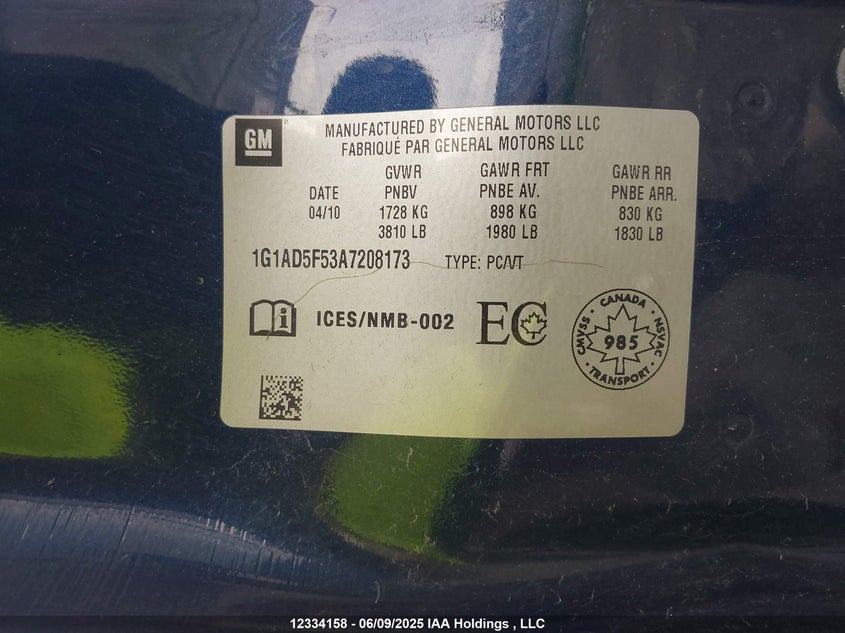 GM
MANUFACTURED BY GENERAL MOTORS LLC
FABRIQUÉ PAR GENERAL MOTORS LLC
GVWR GAWR FRT GAWR RR
DATE PNBV PNBE AV. PNBE ARR.
04/10 1728 KG 898 KG 830 KG
3810 LB 1980 LB 1830 LB
1G1AD5F53A7208173 TYPE: PC/VT
ICES/NMB-002 EC
CMVSS • CANADA • NSVAC
985
• TRANSPORT •
12334158 - 06/09/2025 IAA Holdings , LLC